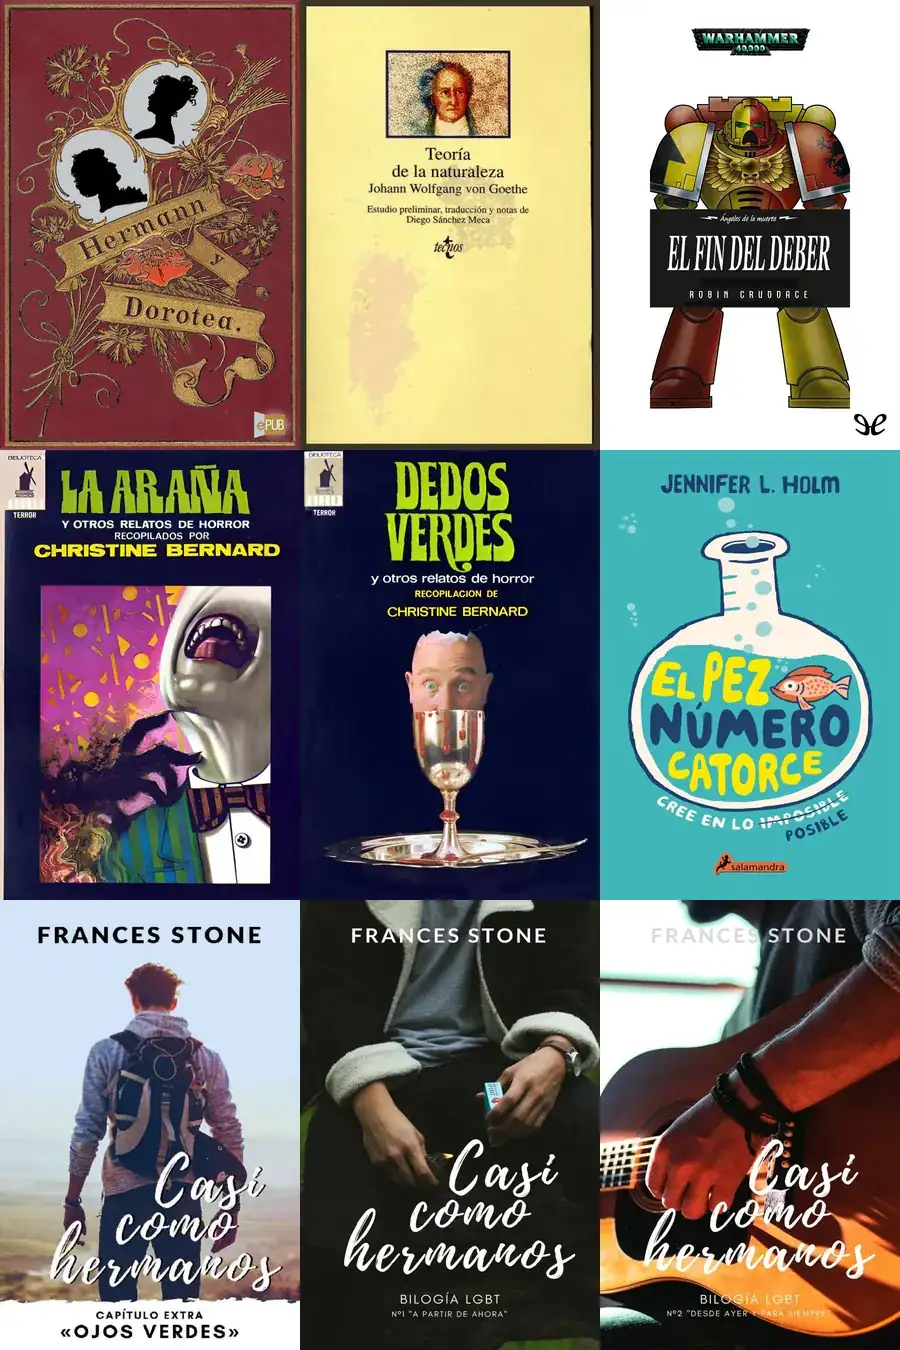 Hermann
y
Dorotea.
ePUB
Teoría
de la naturaleza
Johann Wolfgang von Goethe
Estudio preliminar, traducción y notas de
Diego Sánchez Meca
tecnos
WARHAMMER
40,000
Ángeles de la muerte
EL FIN DEL DEBER
ROBIN CRUDDACE
BIBLIOTECA
TERROR
LA ARAÑA
Y OTROS RELATOS DE HORROR
RECOPILADOS POR
CHRISTINE BERNARD
BIBLIOTECA
TERROR
DEDOS
VERDES
y otros relatos de horror
RECOPILACION DE
CHRISTINE BERNARD
JENNIFER L. HOLM
EL PEZ
NÚMERO
CATORCE
CREE EN LO IMPOSIBLE
POSIBLE
salamandra
FRANCES STONE
Casi
como
hermanos
CAPÍTULO EXTRA
«OJOS VERDES»
FRANCES STONE
Casi
como
hermanos
BILOGÍA LGBT
Nº1 "A PARTIR DE AHORA"
FRANCES STONE
Casi
como
hermanos
BILOGÍA LGBT
Nº2 "DESDE AYER Y PARA SIEMPRE"